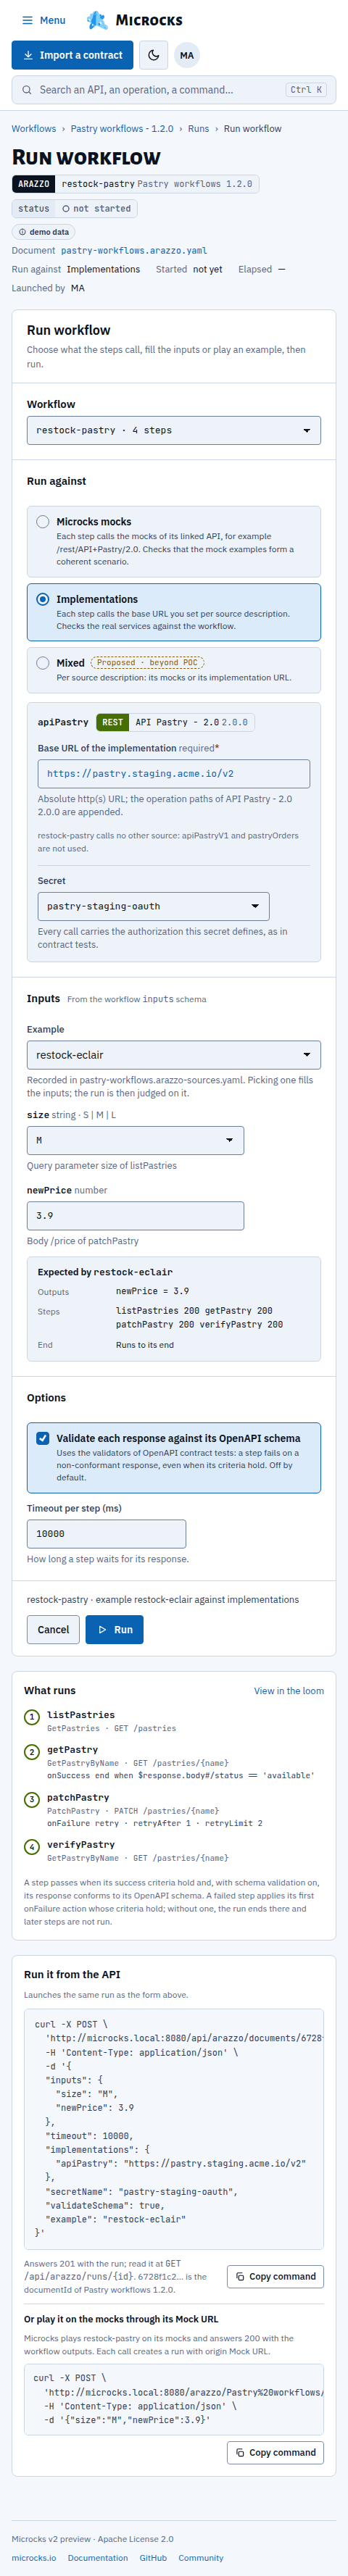 Menu
Microcks
Import a contract
MA
Search an API, an operation, a command...
Ctrl K
Workflows › Pastry workflows - 1.2.0 › Runs › Run workflow
Run workflow
ARAZZO restock-pastry Pastry workflows 1.2.0
status not started
demo data
Document pastry-workflows.arazzo.yaml
Run against Implementations Started not yet Elapsed —
Launched by MA
Run workflow
Choose what the steps call, fill the inputs or play an example, then
run.
Workflow
restock-pastry · 4 steps
Run against
Microcks mocks
Each step calls the mocks of its linked API, for example
/rest/API+Pastry/2.0. Checks that the mock examples form a
coherent scenario.
Implementations
Each step calls the base URL you set per source description.
Checks the real services against the workflow.
Mixed Proposed · beyond POC
Per source description: its mocks or its implementation URL.
apiPastry REST API Pastry - 2.0 2.0.0
Base URL of the implementation required*
https://pastry.staging.acme.io/v2
Absolute http(s) URL; the operation paths of API Pastry - 2.0
2.0.0 are appended.
restock-pastry calls no other source: apiPastryV1 and pastryOrders
are not used.
Secret
pastry-staging-oauth
Every call carries the authorization this secret defines, as in
contract tests.
Inputs From the workflow inputs schema
Example
restock-eclair
Recorded in pastry-workflows.arazzo-sources.yaml. Picking one fills
the inputs; the run is then judged on it.
size string · S | M | L
M
Query parameter size of listPastries
newPrice number
3.9
Body /price of patchPastry
Expected by restock-eclair
Outputs newPrice = 3.9
Steps listPastries 200 getPastry 200
patchPastry 200 verifyPastry 200
End Runs to its end
Options
Validate each response against its OpenAPI schema
Uses the validators of OpenAPI contract tests: a step fails on a
non-conformant response, even when its criteria hold. Off by
default.
Timeout per step (ms)
10000
How long a step waits for its response.
restock-pastry · example restock-eclair against implementations
Cancel
Run
What runs
View in the loom
1 listPastries
GetPastries · GET /pastries
2 getPastry
GetPastryByName · GET /pastries/{name}
onSuccess end when $response.body#/status == 'available'
3 patchPastry
PatchPastry · PATCH /pastries/{name}
onFailure retry · retryAfter 1 · retryLimit 2
4 verifyPastry
GetPastryByName · GET /pastries/{name}
A step passes when its success criteria hold and, with schema validation on,
its response conforms to its OpenAPI schema. A failed step applies its first
onFailure action whose criteria hold; without one, the run ends there and
later steps are not run.
Run it from the API
Launches the same run as the form above.
curl -X POST \
'http://microcks.local:8080/api/arazzo/documents/6728
-H 'Content-Type: application/json' \
-d '{
"inputs": {
"size": "M",
"newPrice": 3.9
},
"timeout": 10000,
"implementations": {
"apiPastry": "https://pastry.staging.acme.io/v2"
},
"secretName": "pastry-staging-oauth",
"validateSchema": true,
"example": "restock-eclair"
}'
Answers 201 with the run; read it at GET
/api/arazzo/runs/{id}. 6728f1c2… is the
documentId of Pastry workflows 1.2.0.
Copy command
Or play it on the mocks through its Mock URL
Microcks plays restock-pastry on its mocks and answers 200 with the
workflow outputs. Each call creates a run with origin Mock URL.
curl -X POST \
'http://microcks.local:8080/arazzo/Pastry%20workflows/
-H 'Content-Type: application/json' \
-d '{"size":"M","newPrice":3.9}'
Copy command
Microcks v2 preview · Apache License 2.0
microcks.io Documentation GitHub Community